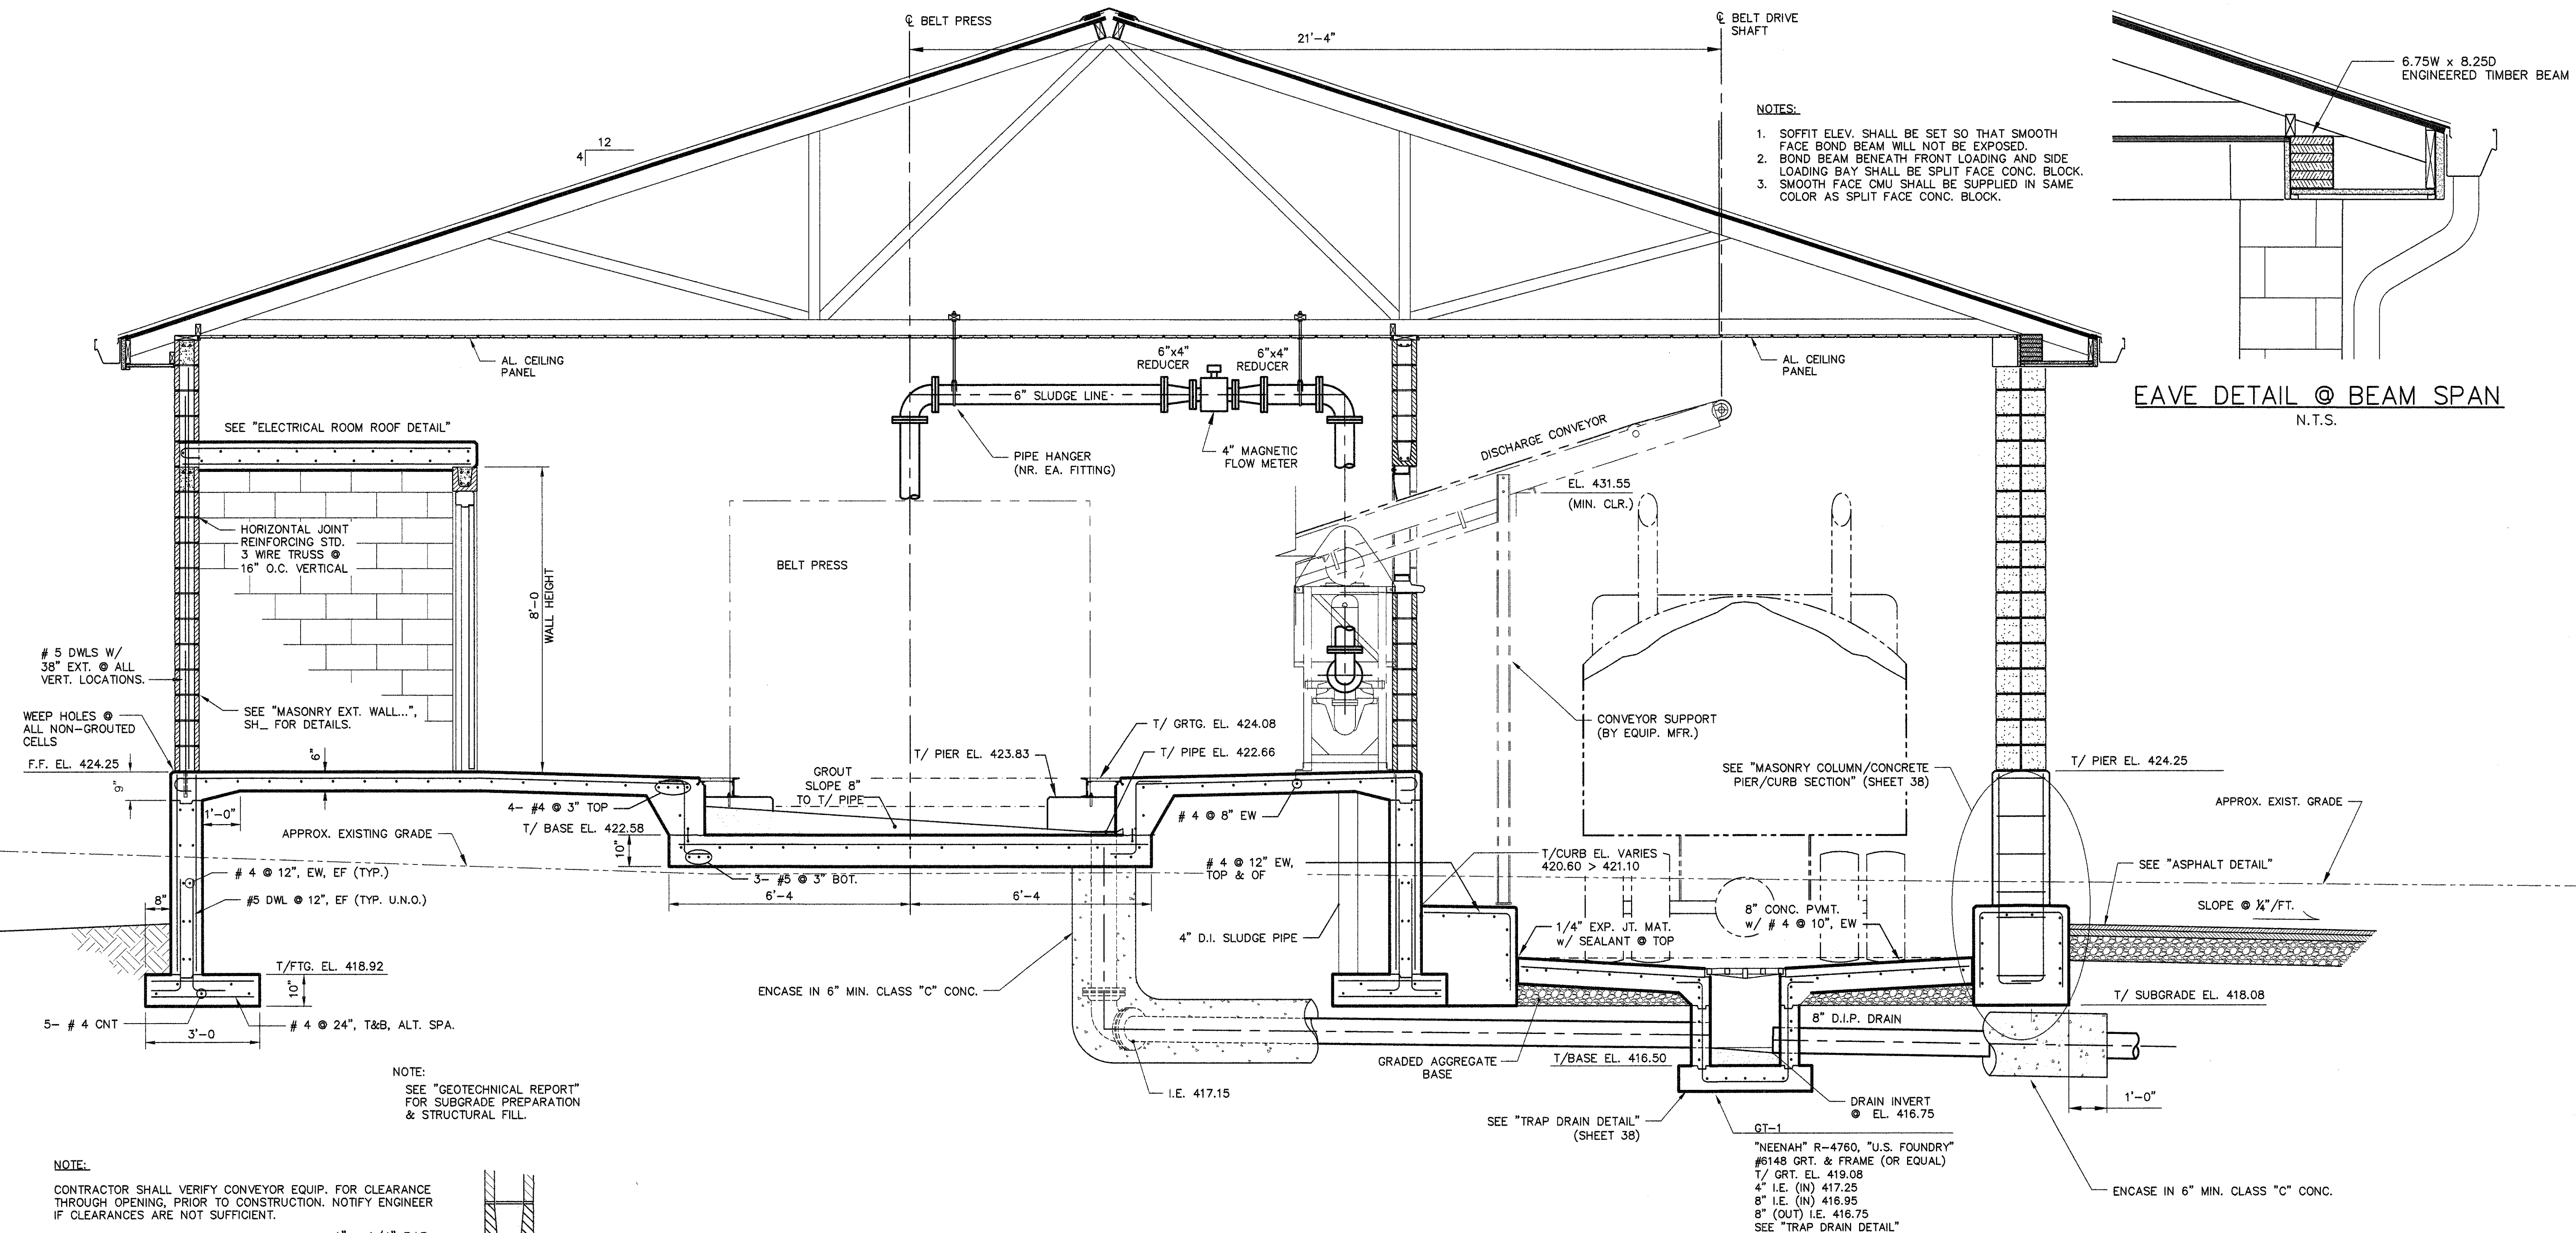 ℄ BELT PRESS
21'-4"
℄ BELT DRIVE
SHAFT
12
4
NOTES:
1. SOFFIT ELEV. SHALL BE SET SO THAT SMOOTH
FACE BOND BEAM WILL NOT BE EXPOSED.
2. BOND BEAM BENEATH FRONT LOADING AND SIDE
LOADING BAY SHALL BE SPLIT FACE CONC. BLOCK.
3. SMOOTH FACE CMU SHALL BE SUPPLIED IN SAME
COLOR AS SPLIT FACE CONC. BLOCK.
6.75W x 8.25D
ENGINEERED TIMBER BEAM
EAVE DETAIL @ BEAM SPAN
N.T.S.
AL. CEILING
PANEL
6"x4"
REDUCER
6"x4"
REDUCER
AL. CEILING
PANEL
6" SLUDGE LINE
SEE "ELECTRICAL ROOM ROOF DETAIL"
PIPE HANGER
(NR. EA. FITTING)
4" MAGNETIC
FLOW METER
DISCHARGE CONVEYOR
EL. 431.55
(MIN. CLR.)
HORIZONTAL JOINT
REINFORCING STD.
3 WIRE TRUSS @
16" O.C. VERTICAL
8'-0
WALL HEIGHT
BELT PRESS
# 5 DWLS W/
38" EXT. @ ALL
VERT. LOCATIONS.
WEEP HOLES @
ALL NON-GROUTED
CELLS
SEE "MASONRY EXT. WALL...",
SH_ FOR DETAILS.
CONVEYOR SUPPORT
(BY EQUIP. MFR.)
T/ GRTG. EL. 424.08
T/ PIER EL. 423.83
T/ PIPE EL. 422.66
F.F. EL. 424.25
6"
9"
1'-0"
GROUT
SLOPE 8"
TO T/ PIPE
4- #4 @ 3" TOP
T/ BASE EL. 422.58
10"
# 4 @ 8" EW
SEE "MASONRY COLUMN/CONCRETE
PIER/CURB SECTION" (SHEET 38)
T/ PIER EL. 424.25
APPROX. EXIST. GRADE
APPROX. EXISTING GRADE
# 4 @ 12", EW, EF (TYP.)
#5 DWL @ 12", EF (TYP. U.N.O.)
8"
3- #5 @ 3" BOT.
6'-4
6'-4
# 4 @ 12" EW,
TOP & OF
T/CURB EL. VARIES
420.60 > 421.10
SEE "ASPHALT DETAIL"
SLOPE @ ¼"/FT.
8" CONC. PVMT.
w/ # 4 @ 10", EW
1/4" EXP. JT. MAT.
w/ SEALANT @ TOP
4" D.I. SLUDGE PIPE
T/FTG. EL. 418.92
10"
ENCASE IN 6" MIN. CLASS "C" CONC.
T/ SUBGRADE EL. 418.08
5- # 4 CNT
# 4 @ 24", T&B, ALT. SPA.
3'-0
8" D.I.P. DRAIN
GRADED AGGREGATE
BASE
T/BASE EL. 416.50
I.E. 417.15
NOTE:
SEE "GEOTECHNICAL REPORT"
FOR SUBGRADE PREPARATION
& STRUCTURAL FILL.
DRAIN INVERT
@ EL. 416.75
1'-0"
SEE "TRAP DRAIN DETAIL"
(SHEET 38)
GT-1
"NEENAH" R-4760, "U.S. FOUNDRY"
#6148 GRT. & FRAME (OR EQUAL)
T/ GRT. EL. 419.08
4" I.E. (IN) 417.25
8" I.E. (IN) 416.95
8" (OUT) I.E. 416.75
SEE "TRAP DRAIN DETAIL"
ENCASE IN 6" MIN. CLASS "C" CONC.
NOTE:
CONTRACTOR SHALL VERIFY CONVEYOR EQUIP. FOR CLEARANCE
THROUGH OPENING, PRIOR TO CONSTRUCTION. NOTIFY ENGINEER
IF CLEARANCES ARE NOT SUFFICIENT.